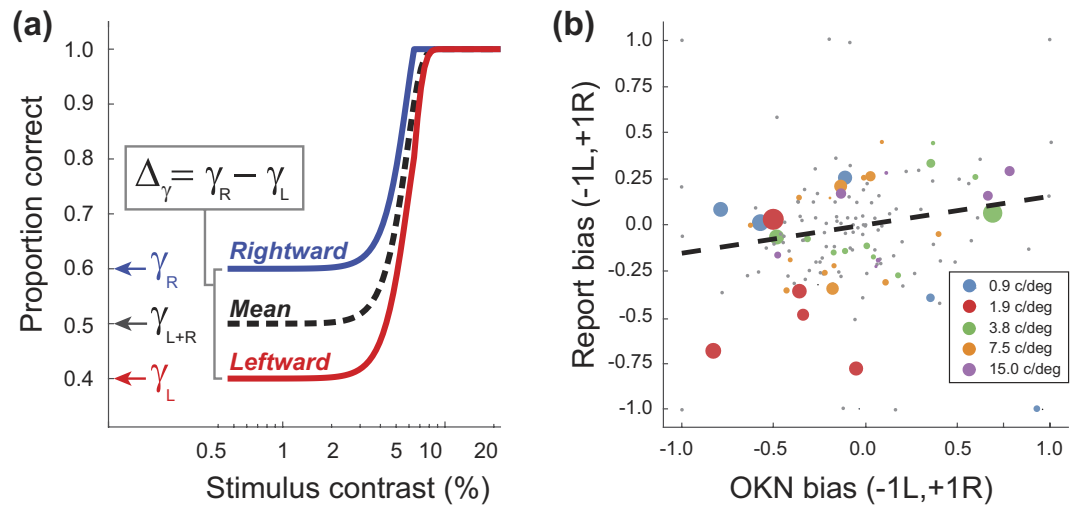 (a)
Proportion correct
1.0
0.9
0.8
0.7
0.6
0.5
0.4
Δγ = γR − γL
γR
γL+R
γL
Rightward
Mean
Leftward
0.5 1 2 5 10 20
Stimulus contrast (%)
(b)
Report bias (-1L,+1R)
1.0
0.75
0.5
0.25
0.0
-0.25
-0.5
-0.75
-1.0
0.9 c/deg
1.9 c/deg
3.8 c/deg
7.5 c/deg
15.0 c/deg
-1.0 -0.5 0.0 0.5 1.0
OKN bias (-1L,+1R)